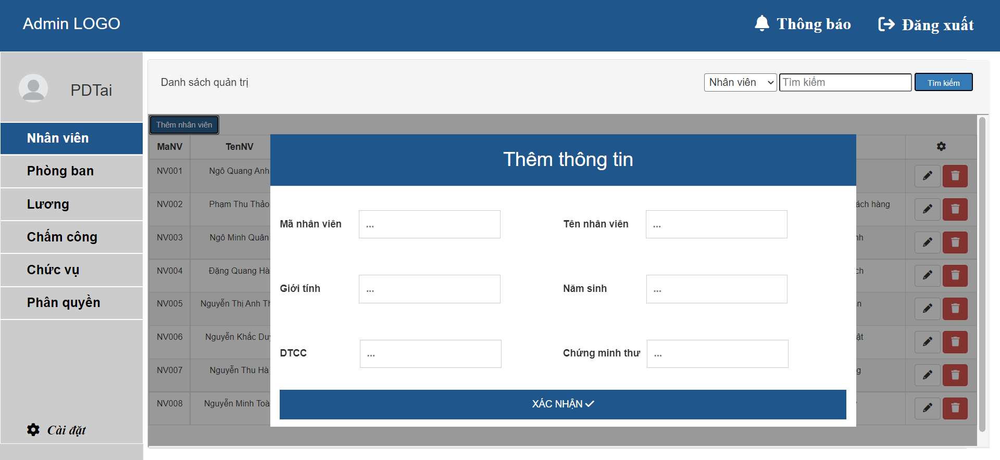 Admin LOGO
Thông báo
Đăng xuất
PDTai
Nhân viên
Phòng ban
Lương
Chấm công
Chức vụ
Phân quyền
Cài đặt
Danh sách quản trị
Nhân viên
Tìm kiếm
Tìm kiếm
Thêm nhân viên
MaNV TenNV
NV001 Ngô Quang Anh
NV002 Phạm Thu Thảo ách hàng
NV003 Ngô Minh Quân nh
NV004 Đặng Quang Hà ch
NV005 Nguyễn Thị Anh Th n
NV006 Nguyễn Khắc Duy ật
NV007 Nguyễn Thu Hà g
NV008 Nguyễn Minh Toà
Thêm thông tin
Mã nhân viên ...
Tên nhân viên ...
Giới tính ...
Năm sinh ...
DTCC ...
Chứng minh thư ...
XÁC NHẬN